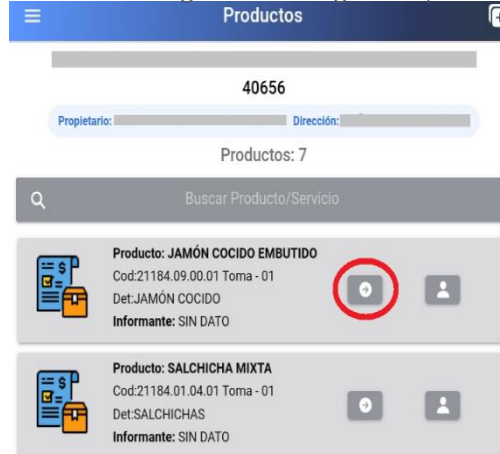 Productos
40656
Propietario: Dirección:
Productos: 7
Buscar Producto/Servicio
Producto: JAMÓN COCIDO EMBUTIDO
Cod:21184.09.00.01 Toma - 01
Det:JAMÓN COCIDO
Informante: SIN DATO
Producto: SALCHICHA MIXTA
Cod:21184.01.04.01 Toma - 01
Det:SALCHICHAS
Informante: SIN DATO